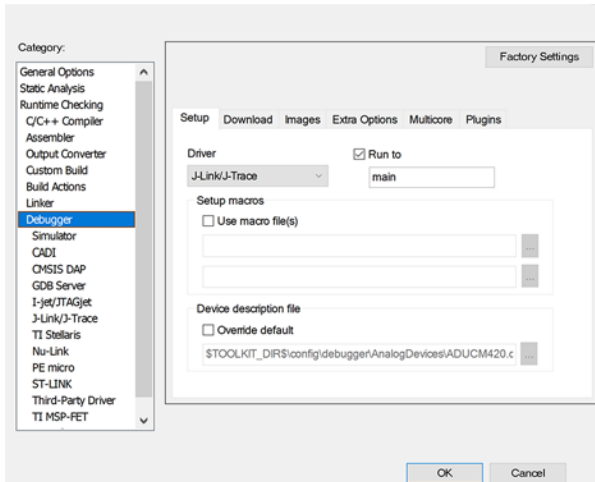 Category:
Factory Settings
General Options
Static Analysis
Runtime Checking
C/C++ Compiler
Assembler
Output Converter
Custom Build
Build Actions
Linker
Debugger
Simulator
CADI
CMSIS DAP
GDB Server
I-jet/JTAGjet
J-Link/J-Trace
TI Stellaris
Nu-Link
PE micro
ST-LINK
Third-Party Driver
TI MSP-FET
Setup Download Images Extra Options Multicore Plugins
Driver
Run to
J-Link/J-Trace
main
Setup macros
Use macro file(s)
...
...
Device description file
Override default
$TOOLKIT_DIR$\config\debugger\AnalogDevices\ADUCM420.c
...
OK Cancel